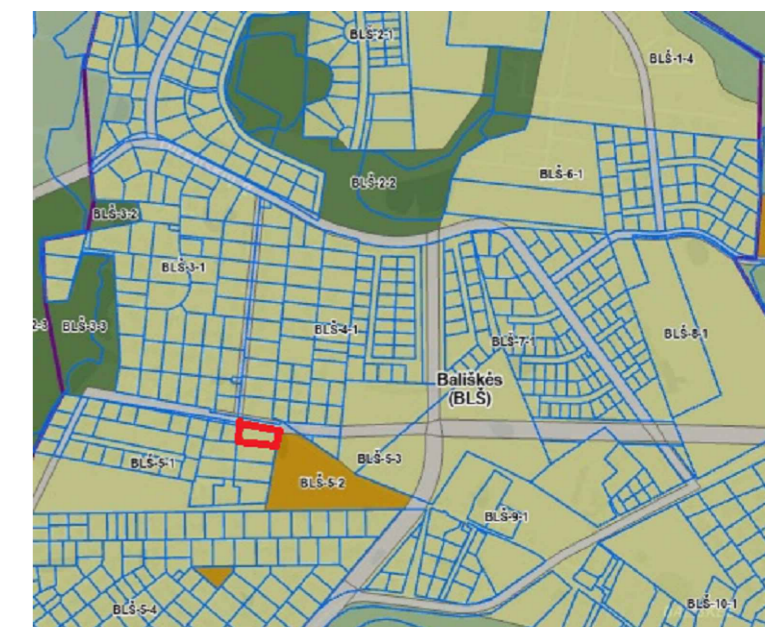 BLŠ-2-1
BLŠ-1-4
BLŠ-6-1
BLŠ-2-2
BLŠ-3-2
BLŠ-3-1
2-3
BLŠ-3-3
BLŠ-4-1
BLŠ-7-1
BLŠ-8-1
Bališkės
(BLŠ)
BLŠ-5-1
BLŠ-5-3
BLŠ-5-2
BLŠ-9-1
BLŠ-5-4
BLŠ-10-1